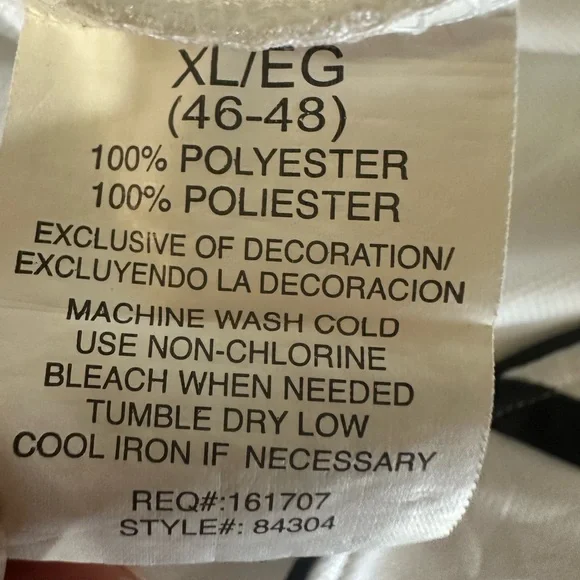 XL/EG
(46-48)
100% POLYESTER
100% POLIESTER
EXCLUSIVE OF DECORATION/
EXCLUYENDO LA DECORACION
MACHINE WASH COLD
USE NON-CHLORINE
BLEACH WHEN NEEDED
TUMBLE DRY LOW
COOL IRON IF NECESSARY
REQ#:161707
STYLE#: 84304